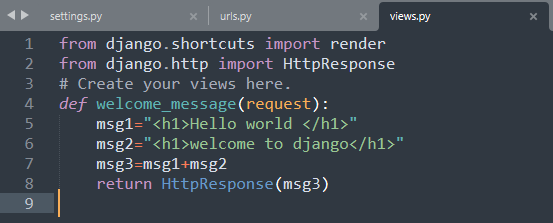 settings.py × urls.py × views.py ×
1 from django.shortcuts import render
2 from django.http import HttpResponse
3 # Create your views here.
4 def welcome_message(request):
5     msg1="<h1>Hello world </h1>"
6     msg2="<h1>welcome to django</h1>"
7     msg3=msg1+msg2
8     return HttpResponse(msg3)
9